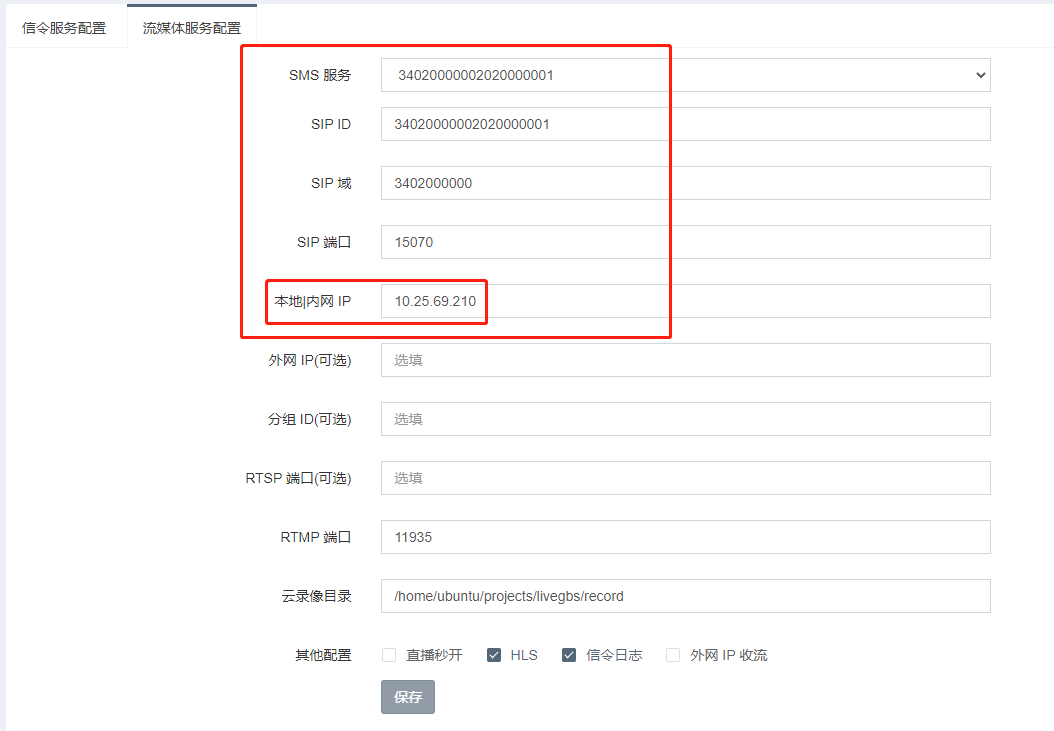 信令服务配置 流媒体服务配置
SMS 服务 34020000002020000001
SIP ID 34020000002020000001
SIP 域 3402000000
SIP 端口 15070
本地|内网 IP 10.25.69.210
外网 IP(可选) 选填
分组 ID(可选) 选填
RTSP 端口(可选) 选填
RTMP 端口 11935
云录像目录 /home/ubuntu/projects/livegbs/record
其他配置 直播秒开 HLS 信令日志 外网 IP 收流
保存